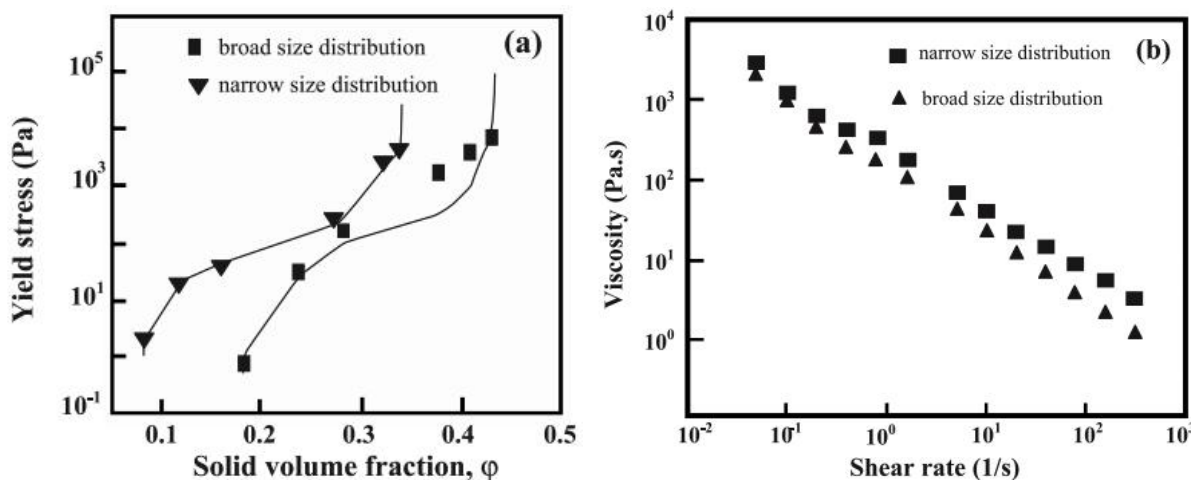 (a)
broad size distribution
narrow size distribution
Yield stress (Pa)
10^5
10^3
10^1
10^-1
0.1 0.2 0.3 0.4 0.5
Solid volume fraction, φ
(b)
narrow size distribution
broad size distribution
Viscosity (Pa.s)
10^4
10^3
10^2
10^1
10^0
10^-2 10^-1 10^0 10^1 10^2 10^3
Shear rate (1/s)